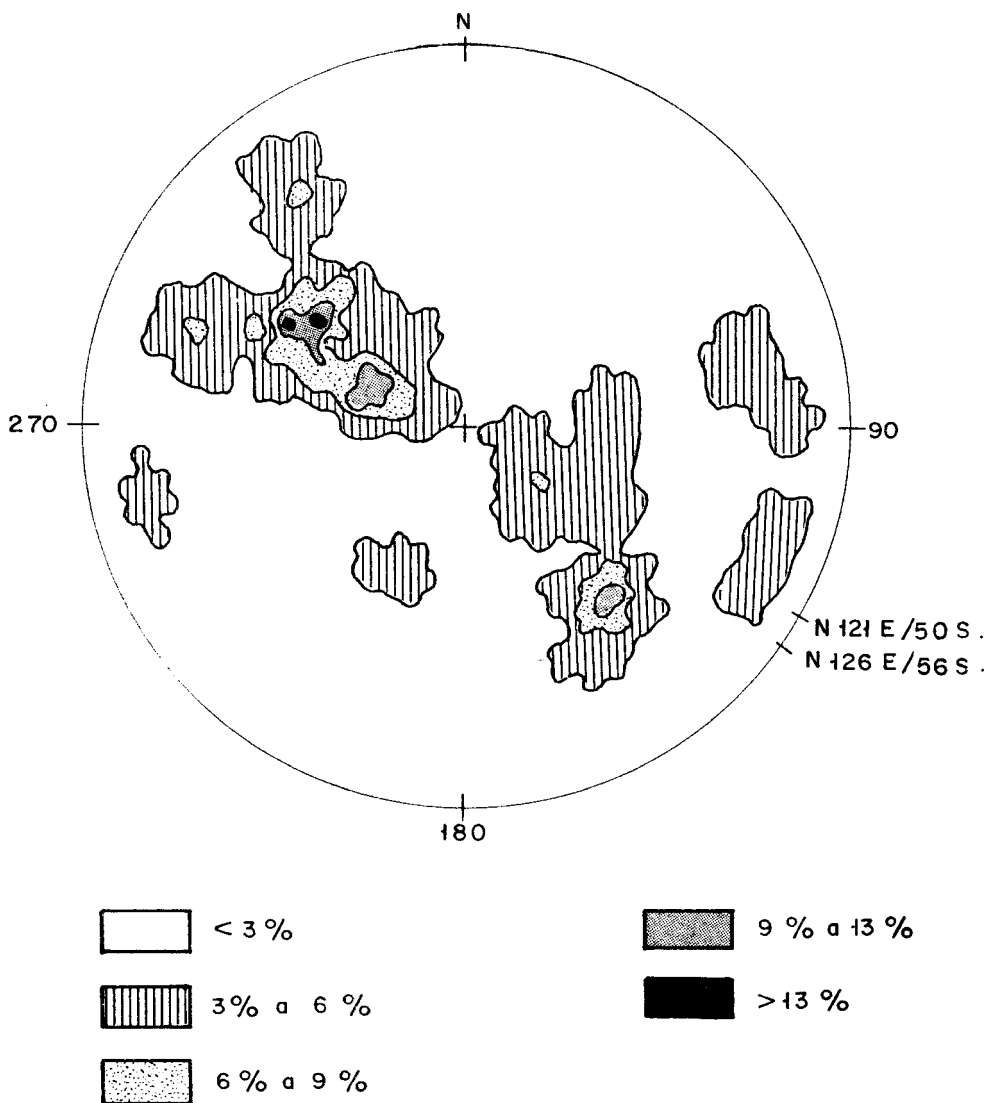 N
270
90
N 121 E/50 S.
N 126 E/56 S.
180
< 3 %
9 % a 13 %
3% a 6 %
> 13 %
6 % a 9 %